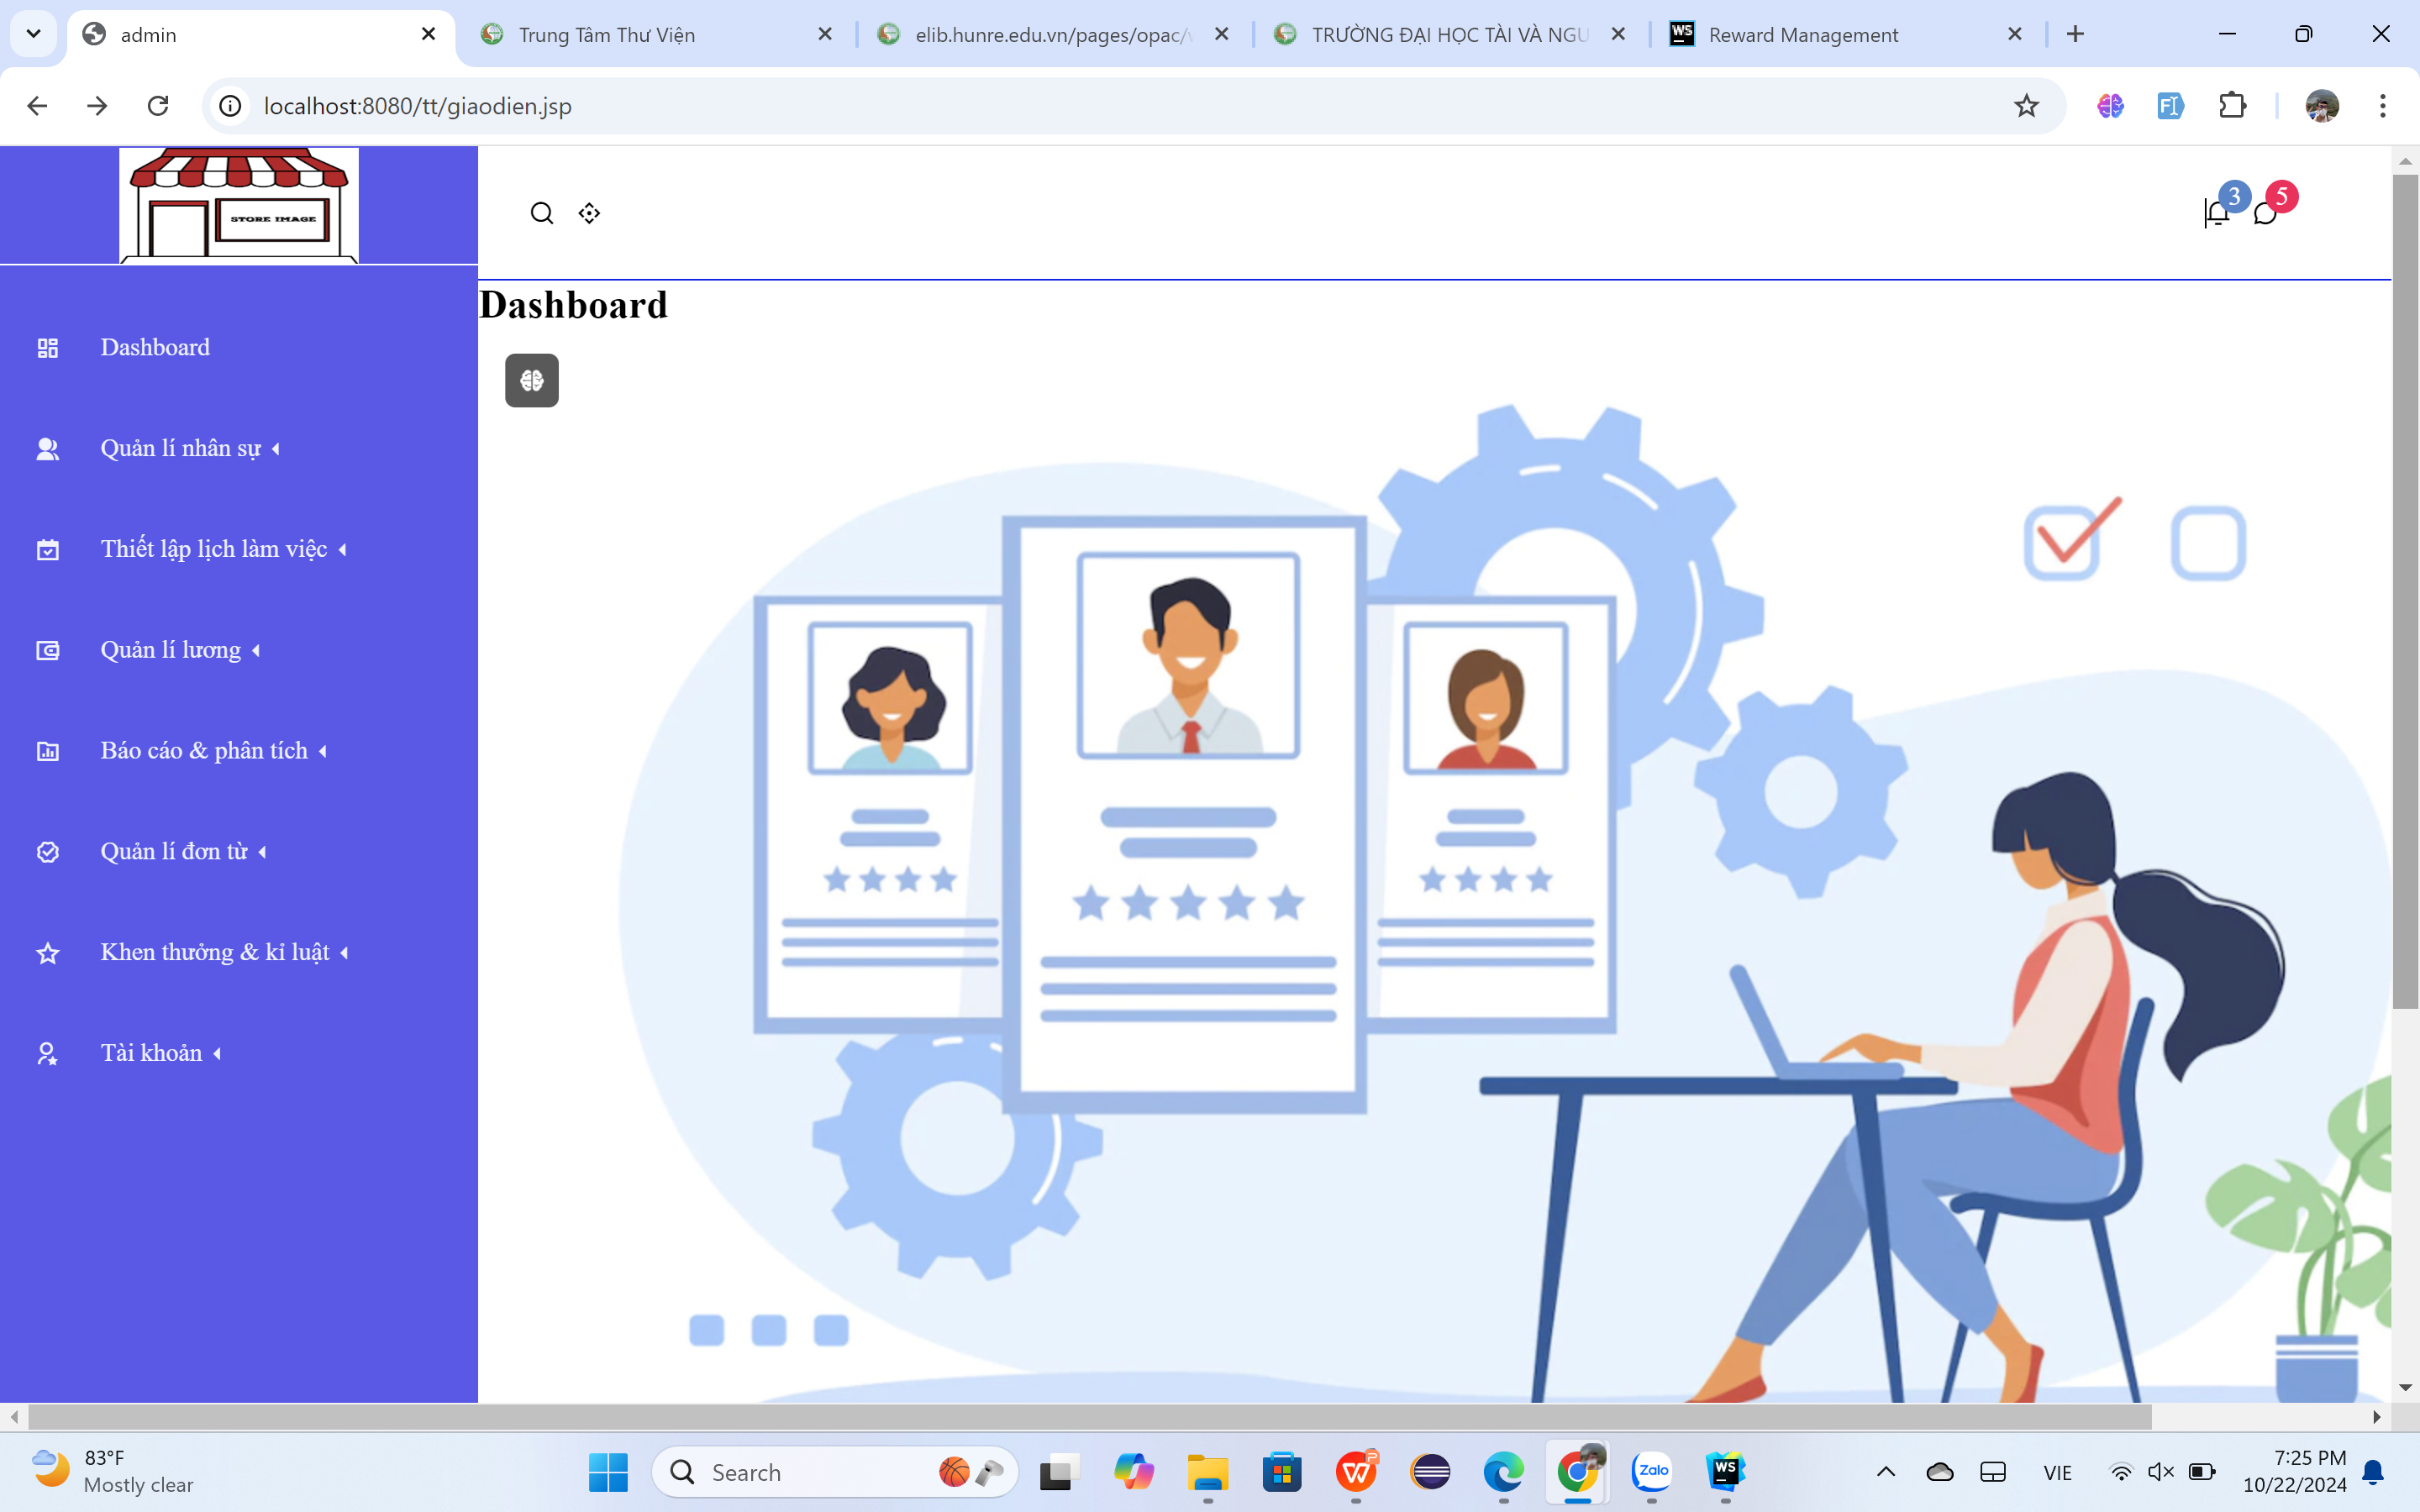 admin
Trung Tâm Thư Viện
elib.hunre.edu.vn/pages/opac/
TRƯỜNG ĐẠI HỌC TÀI VÀ NGU
WS
Reward Management
localhost:8080/tt/giaodien.jsp
FI
STORE IMAGE
3
5
Dashboard
Dashboard
Quản lí nhân sự
Thiết lập lịch làm việc
Quản lí lương
Báo cáo & phân tích
Quản lí đơn từ
Khen thưởng & kỉ luật
Tài khoản
83°F
Mostly clear
Search
Zalo
WS
VIE
7:25 PM
10/22/2024